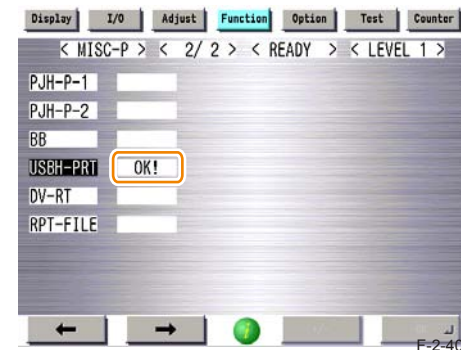 Display I/O Adjust Function Option Test Counter
< MISC-P > < 2/ 2 > < READY > < LEVEL 1 >
PJH-P-1
PJH-P-2
BB
USBH-PRT OK!
DV-RT
RPT-FILE
F-2-40